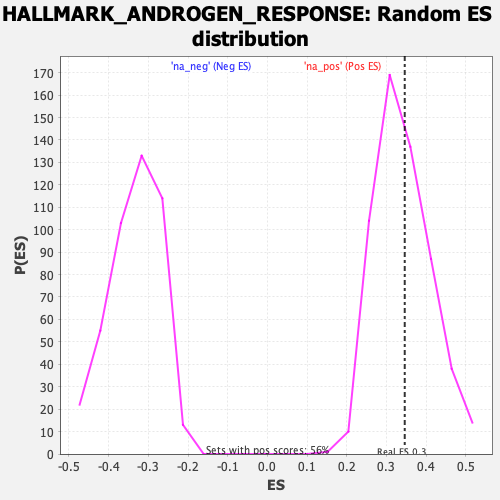 HALLMARK_ANDROGEN_RESPONSE: Random ES
distribution
'na_neg' (Neg ES)
'na_pos' (Pos ES)
170
160
150
140
130
120
110
100
90
80
70
60
50
40
30
20
10
0
P(ES)
Sets with pos scores: 56%
Real ES 0.3
-0.5 -0.4 -0.3 -0.2 -0.1 0.0 0.1 0.2 0.3 0.4 0.5
ES